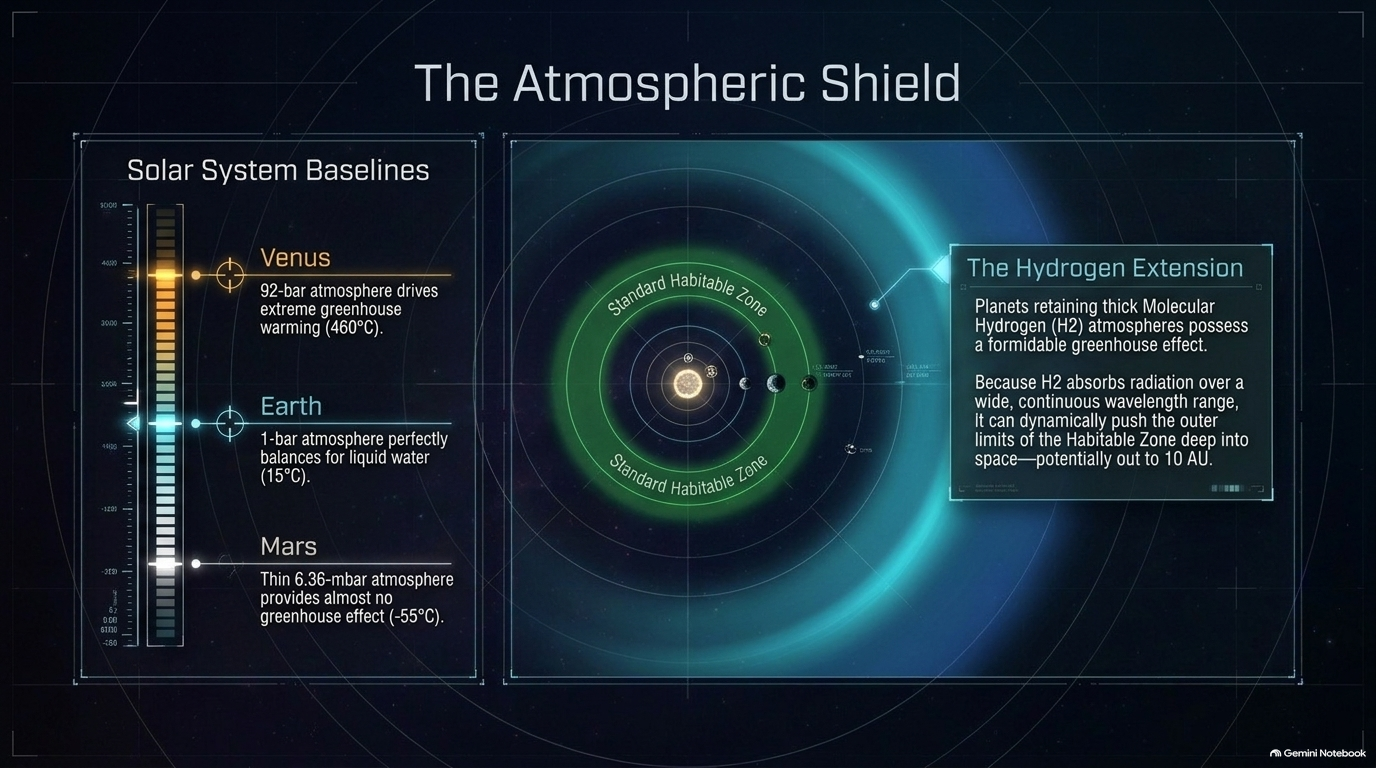 The Atmospheric Shield
Solar System Baselines
Venus
92-bar atmosphere drives
extreme greenhouse
warming (460°C).
Earth
1-bar atmosphere perfectly
balances for liquid water
(15°C).
Mars
Thin 6.36-mbar atmosphere
provides almost no
greenhouse effect (-55°C).
Standard Habitable Zone
Standard Habitable Zone
The Hydrogen Extension
Planets retaining thick Molecular
Hydrogen (H2) atmospheres possess
a formidable greenhouse effect.
Because H2 absorbs radiation over a
wide, continuous wavelength range,
It can dynamically push the outer
limits of the Habitable Zone deep into
space—potentially out to 10 AU.
Gemini Notebook